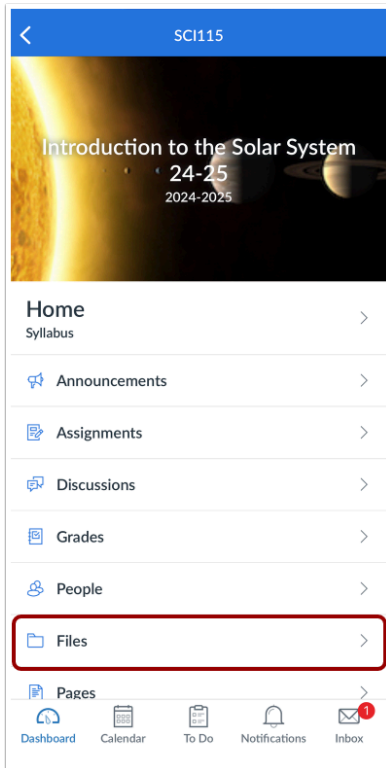 SCI115
Introduction to the Solar System
24-25
2024-2025
Home
Syllabus
Announcements
Assignments
Discussions
Grades
People
Files
Pages
1
Dashboard Calendar To Do Notifications Inbox